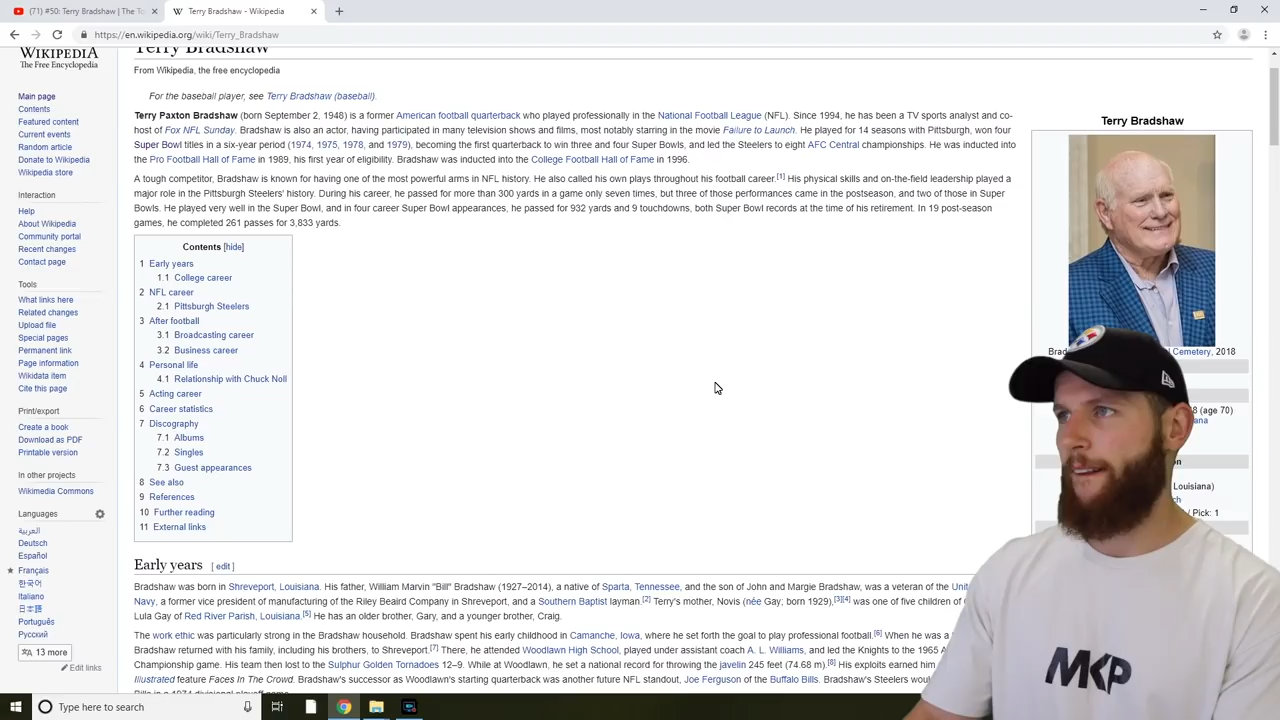 (71) #50: Terry Bradshaw | The To
Terry Bradshaw - Wikipedia
https://en.wikipedia.org/wiki/Terry_Bradshaw
WIKIPEDIA
The Free Encyclopedia
Main page
Contents
Featured content
Current events
Random article
Donate to Wikipedia
Wikipedia store
Interaction
Help
About Wikipedia
Community portal
Recent changes
Contact page
Tools
What links here
Related changes
Upload file
Special pages
Permanent link
Page information
Wikidata item
Cite this page
Print/export
Create a book
Download as PDF
Printable version
In other projects
Wikimedia Commons
Languages
العربية
Deutsch
Español
Français
한국어
Italiano
日本語
Português
Русский
13 more
Edit links
Terry Bradshaw
From Wikipedia, the free encyclopedia
For the baseball player, see Terry Bradshaw (baseball).
Terry Paxton Bradshaw (born September 2, 1948) is a former American football quarterback who played professionally in the National Football League (NFL). Since 1994, he has been a TV sports analyst and co-
host of Fox NFL Sunday. Bradshaw is also an actor, having participated in many television shows and films, most notably starring in the movie Failure to Launch. He played for 14 seasons with Pittsburgh, won four
Super Bowl titles in a six-year period (1974, 1975, 1978, and 1979), becoming the first quarterback to win three and four Super Bowls, and led the Steelers to eight AFC Central championships. He was inducted into
the Pro Football Hall of Fame in 1989, his first year of eligibility. Bradshaw was inducted into the College Football Hall of Fame in 1996.
A tough competitor, Bradshaw is known for having one of the most powerful arms in NFL history. He also called his own plays throughout his football career.[1] His physical skills and on-the-field leadership played a
major role in the Pittsburgh Steelers' history. During his career, he passed for more than 300 yards in a game only seven times, but three of those performances came in the postseason, and two of those in Super
Bowls. He played very well in the Super Bowl, and in four career Super Bowl appearances, he passed for 932 yards and 9 touchdowns, both Super Bowl records at the time of his retirement. In 19 post-season
games, he completed 261 passes for 3,833 yards.
Contents [hide]
1 Early years
1.1 College career
2 NFL career
2.1 Pittsburgh Steelers
3 After football
3.1 Broadcasting career
3.2 Business career
4 Personal life
4.1 Relationship with Chuck Noll
5 Acting career
6 Career statistics
7 Discography
7.1 Albums
7.2 Singles
7.3 Guest appearances
8 See also
9 References
10 Further reading
11 External links
Early years [ edit ]
Bradshaw was born in Shreveport, Louisiana. His father, William Marvin "Bill" Bradshaw (1927–2014), a native of Sparta, Tennessee, and the son of John and Margie Bradshaw, was a veteran of the Unit
Navy, a former vice president of manufacturing of the Riley Beaird Company in Shreveport, and a Southern Baptist layman.[2] Terry's mother, Novis (née Gay; born 1929),[3][4] was one of five children of
Lula Gay of Red River Parish, Louisiana.[5] He has an older brother, Gary, and a younger brother, Craig.
The work ethic was particularly strong in the Bradshaw household. Bradshaw spent his early childhood in Camanche, Iowa, where he set forth the goal to play professional football.[6] When he was a
Bradshaw returned with his family, including his brothers, to Shreveport.[7] There, he attended Woodlawn High School, played under assistant coach A. L. Williams, and led the Knights to the 1965 A
Championship game. His team then lost to the Sulphur Golden Tornadoes 12–9. While at Woodlawn, he set a national record for throwing the javelin 245 feet (74.68 m).[8] His exploits earned him
Illustrated feature Faces In The Crowd. Bradshaw's successor as Woodlawn's starting quarterback was another future NFL standout, Joe Ferguson of the Buffalo Bills. Bradshaw's Steelers wou
Bills in a 1974 divisional playoff game.
Terry Bradshaw
Brad
Cemetery, 2018
8 (age 70)
ana
on
Louisiana)
ch
/ Pick: 1
Steelers
MKP
Type here to search